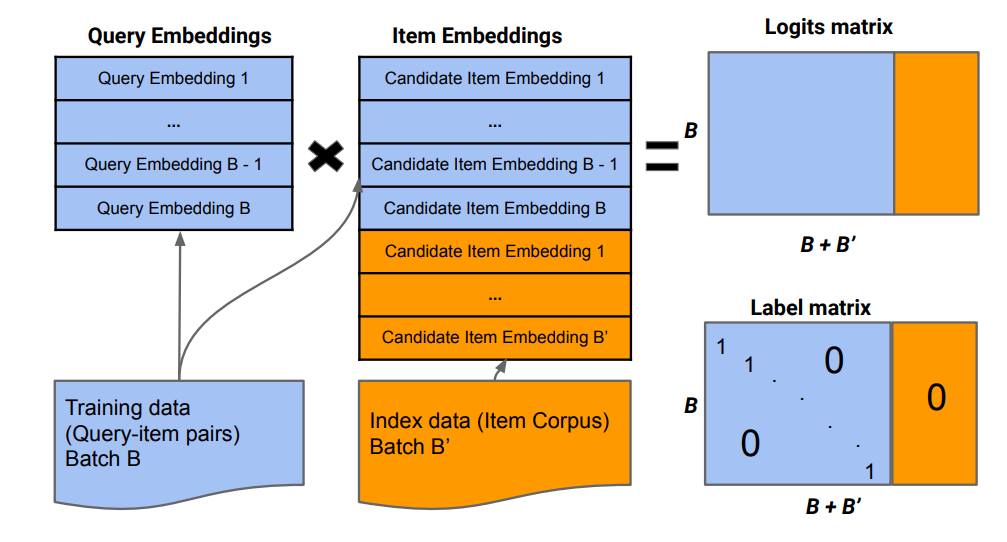 Query Embeddings
Query Embedding 1
...
Query Embedding B - 1
Query Embedding B
Item Embeddings
Candidate Item Embedding 1
...
Candidate Item Embedding B - 1
Candidate Item Embedding B
Candidate Item Embedding 1
...
Candidate Item Embedding B’
Logits matrix
B
B + B’
Label matrix
B
1
1
0
.
.
.
.
0
1
0
B + B’
Training data
(Query-item pairs)
Batch B
Index data (Item Corpus)
Batch B’